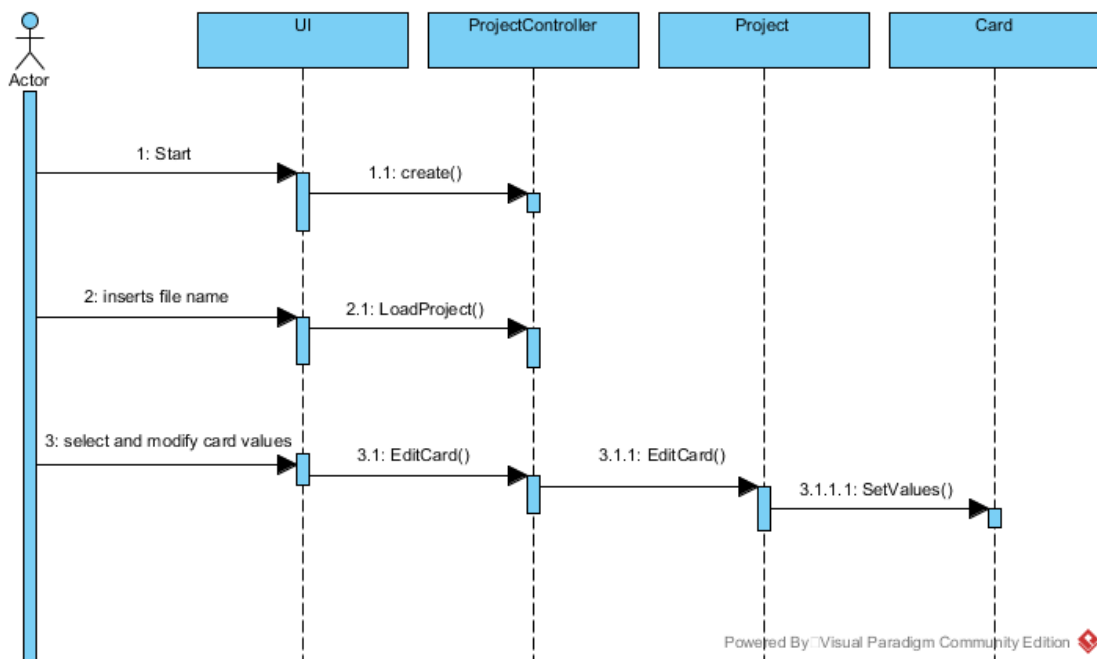 UI
ProjectController
Project
Card
Actor
1: Start
1.1: create()
2: inserts file name
2.1: LoadProject()
3: select and modify card values
3.1: EditCard()
3.1.1: EditCard()
3.1.1.1: SetValues()
Powered By Visual Paradigm Community Edition